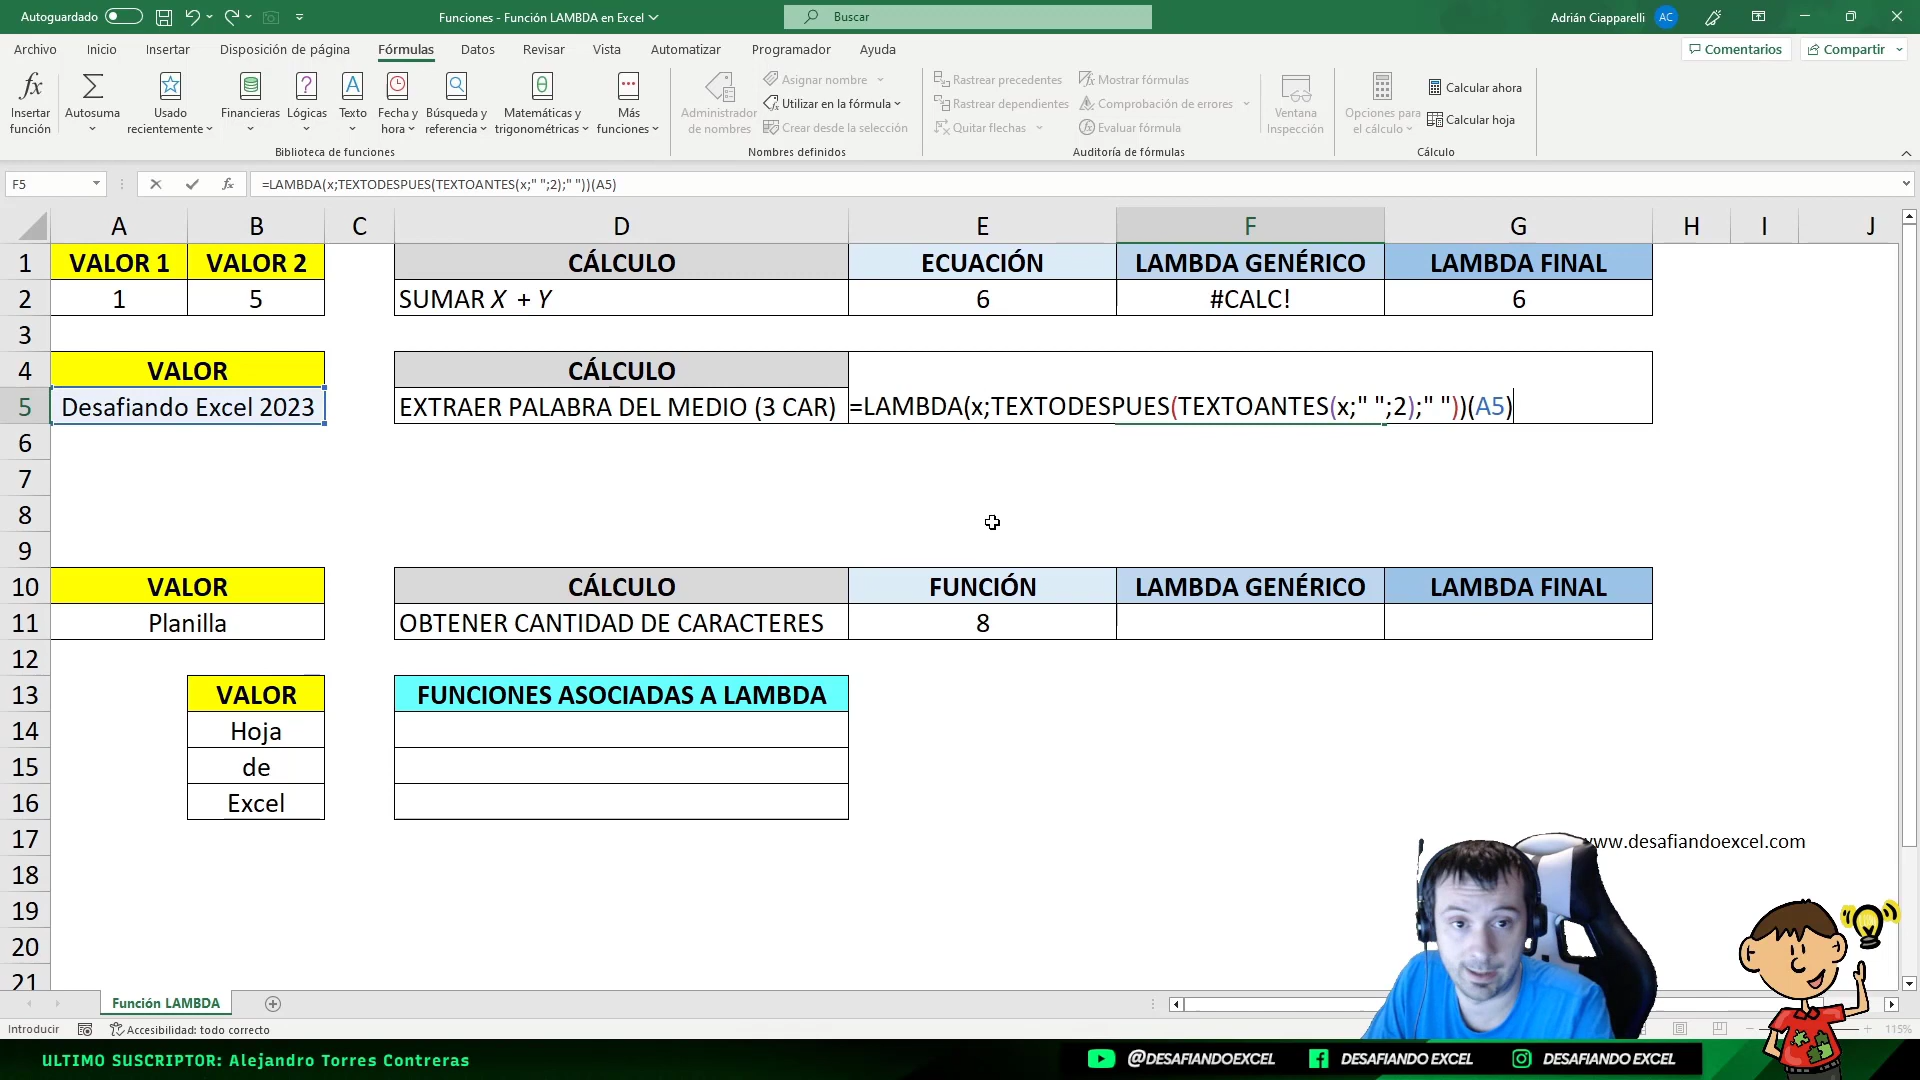 Autoguardado
Funciones - Función LAMBDA en Excel
Buscar
Adrián Ciapparelli
AC
Archivo Inicio Insertar Disposición de página Fórmulas Datos Revisar Vista Automatizar Programador Ayuda
Comentarios
Compartir
Insertar función
Autosuma
Usado recientemente
Financieras
Lógicas
Texto
Fecha y hora
Búsqueda y referencia
Matemáticas y trigonométricas
Más funciones
Biblioteca de funciones
Administrador de nombres
Asignar nombre
Utilizar en la fórmula
Crear desde la selección
Nombres definidos
Rastrear precedentes
Rastrear dependientes
Quitar flechas
Mostrar fórmulas
Comprobación de errores
Evaluar fórmula
Auditoría de fórmulas
Ventana Inspección
Opciones para el cálculo
Calcular ahora
Calcular hoja
Cálculo
F5
fx
=LAMBDA(x;TEXTODESPUES(TEXTOANTES(x;" ";2);" "))(A5)
A B C D E F G H I J
1 VALOR 1 VALOR 2 CÁLCULO ECUACIÓN LAMBDA GENÉRICO LAMBDA FINAL
2 1 5 SUMAR X + Y 6 #CALC! 6
3
4 VALOR CÁLCULO
5 Desafiando Excel 2023 EXTRAER PALABRA DEL MEDIO (3 CAR) =LAMBDA(x;TEXTODESPUES(TEXTOANTES(x;" ";2);" "))(A5)
6
7
8
9
10 VALOR CÁLCULO FUNCIÓN LAMBDA GENÉRICO LAMBDA FINAL
11 Planilla OBTENER CANTIDAD DE CARACTERES 8
12
13 VALOR FUNCIONES ASOCIADAS A LAMBDA
14 Hoja
15 de
16 Excel
17 www.desafiandoexcel.com
18
19
20
21
Función LAMBDA
Introducir
Accesibilidad: todo correcto
115%
ULTIMO SUSCRIPTOR: Alejandro Torres Contreras
@DESAFIANDOEXCEL
DESAFIANDO EXCEL
DESAFIANDO EXCEL